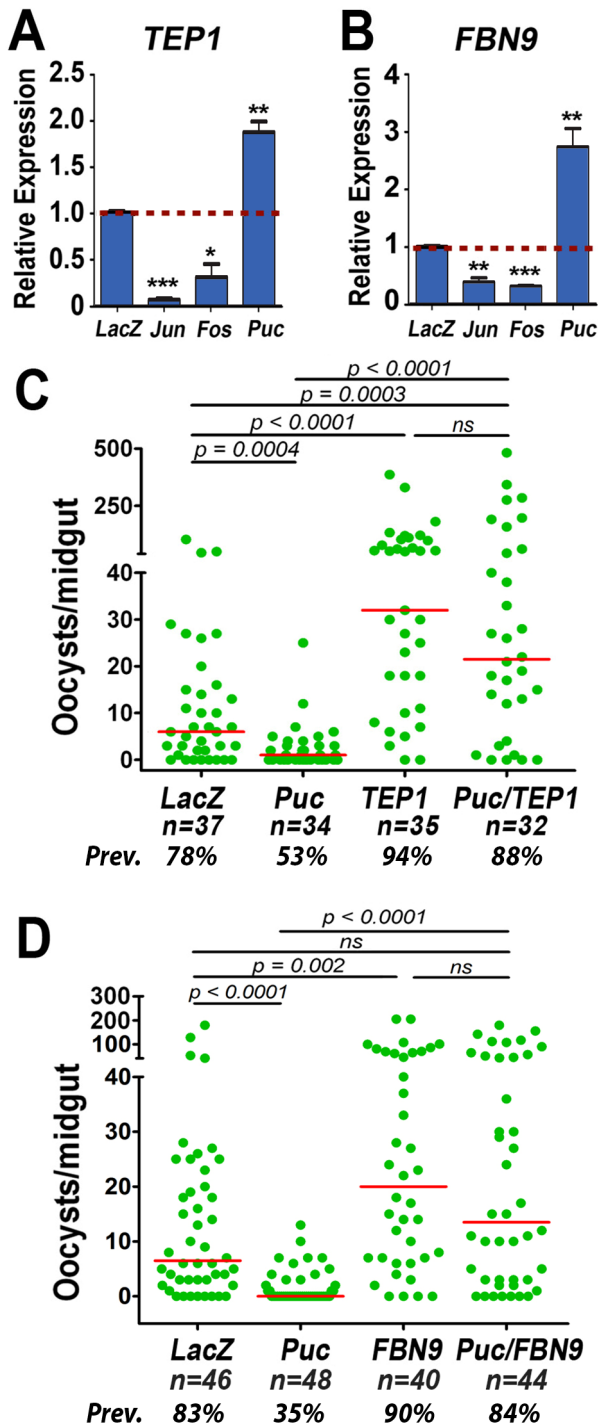 A TEP1
B FBN9
Relative Expression
2.5
2.0
1.5
1.0
0.5
0
**
***
*
LacZ Jun Fos Puc
Relative Expression
4
3
2
1
0
**
**
***
LacZ Jun Fos Puc
C
p < 0.0001
p = 0.0003
p < 0.0001
ns
p = 0.0004
Oocysts/midgut
500
250
40
30
20
10
0
LacZ Puc TEP1 Puc/TEP1
n=37 n=34 n=35 n=32
Prev. 78% 53% 94% 88%
D
p < 0.0001
ns
p = 0.002
ns
p < 0.0001
Oocysts/midgut
300
200
100
40
30
20
10
0
LacZ Puc FBN9 Puc/FBN9
n=46 n=48 n=40 n=44
Prev. 83% 35% 90% 84%